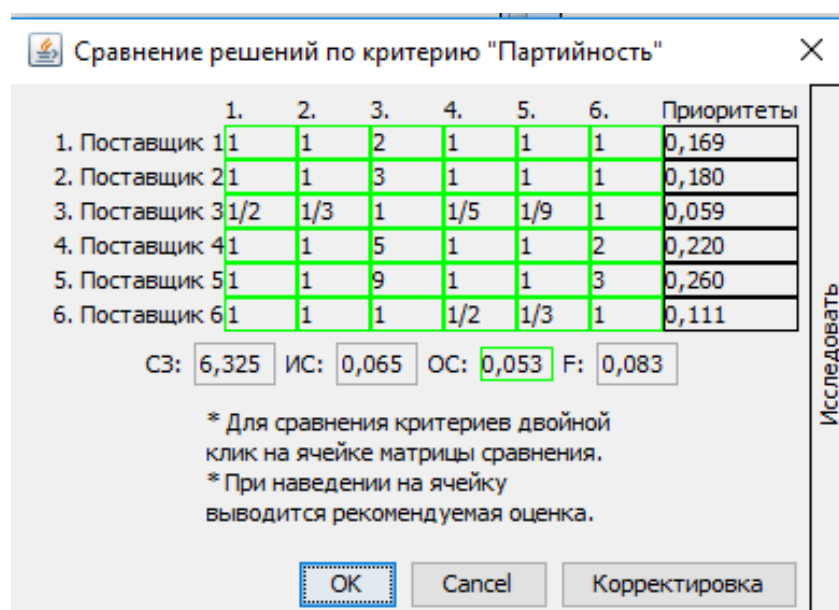 Сравнение решений по критерию "Партийность"
1. 2. 3. 4. 5. 6. Приоритеты
1. Поставщик 1 1 1 2 1 1 1 0,169
2. Поставщик 2 1 1 3 1 1 1 0,180
3. Поставщик 3 1/2 1/3 1 1/5 1/9 1 0,059
4. Поставщик 4 1 1 5 1 1 2 0,220
5. Поставщик 5 1 1 9 1 1 3 0,260
6. Поставщик 6 1 1 1 1/2 1/3 1 0,111
СЗ: 6,325 ИС: 0,065 ОС: 0,053 F: 0,083
* Для сравнения критериев двойной
клик на ячейке матрицы сравнения.
* При наведении на ячейку
выводится рекомендуемая оценка.
OK Cancel Корректировка
Исследовать